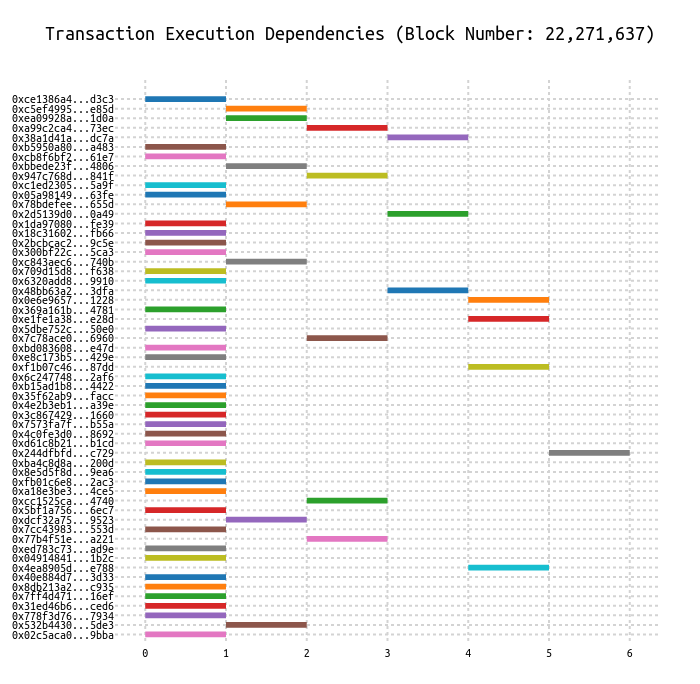 Transaction Execution Dependencies (Block Number: 22,271,637)
0xce1386a4...d3c3
0xc5ef4995...e85d
0xea09928a...1d0a
0xa99c2ca4...73ec
0x38a1d41a...dc7a
0xb5950a80...a483
0xcb8f6bf2...61e7
0xbbede23f...4806
0x947c768d...841f
0xc1ed2305...5a9f
0x05a98149...63fe
0x78bdefee...655d
0x2d5139d0...0a49
0x1da97080...fe39
0x18c31602...fb66
0x2bcbcac2...9c5e
0x300bf22c...5ca3
0xc843aec6...740b
0x709d15d8...f638
0x6320add8...9910
0x48bb63a2...3dfa
0x0e6e9657...1228
0x369a161b...4781
0xe1fe1a38...e28d
0x5dbe752c...50e0
0x7c78ace0...6960
0xbd083608...e47d
0xe8c173b5...429e
0xf1b07c46...87dd
0x6c247748...2af6
0xb15ad1b8...4422
0x35f62ab9...facc
0x4e2b3eb1...a39e
0x3c867429...1660
0x7573fa7f...b55a
0x4c0fe3d0...8692
0xd61c8b21...b1cd
0x244dfbfd...c729
0xba4c8d8a...200d
0x8e5d5f8d...9ea6
0xfb01c6e8...2ac3
0xa18e3be3...4ce5
0xcc1525ca...4740
0x5bf1a756...6ec7
0xdcf32a75...9523
0x7cc43983...553d
0x77b4f51e...a221
0xed783c73...ad9e
0x04914841...1b2c
0x4ea8905d...e788
0x40e884d7...3d33
0x8db213a2...c935
0x7ff4d471...16ef
0x31ed46b6...ced6
0x778f3d76...7934
0x532b4430...5de3
0x02c5aca0...9bba
0 1 2 3 4 5 6